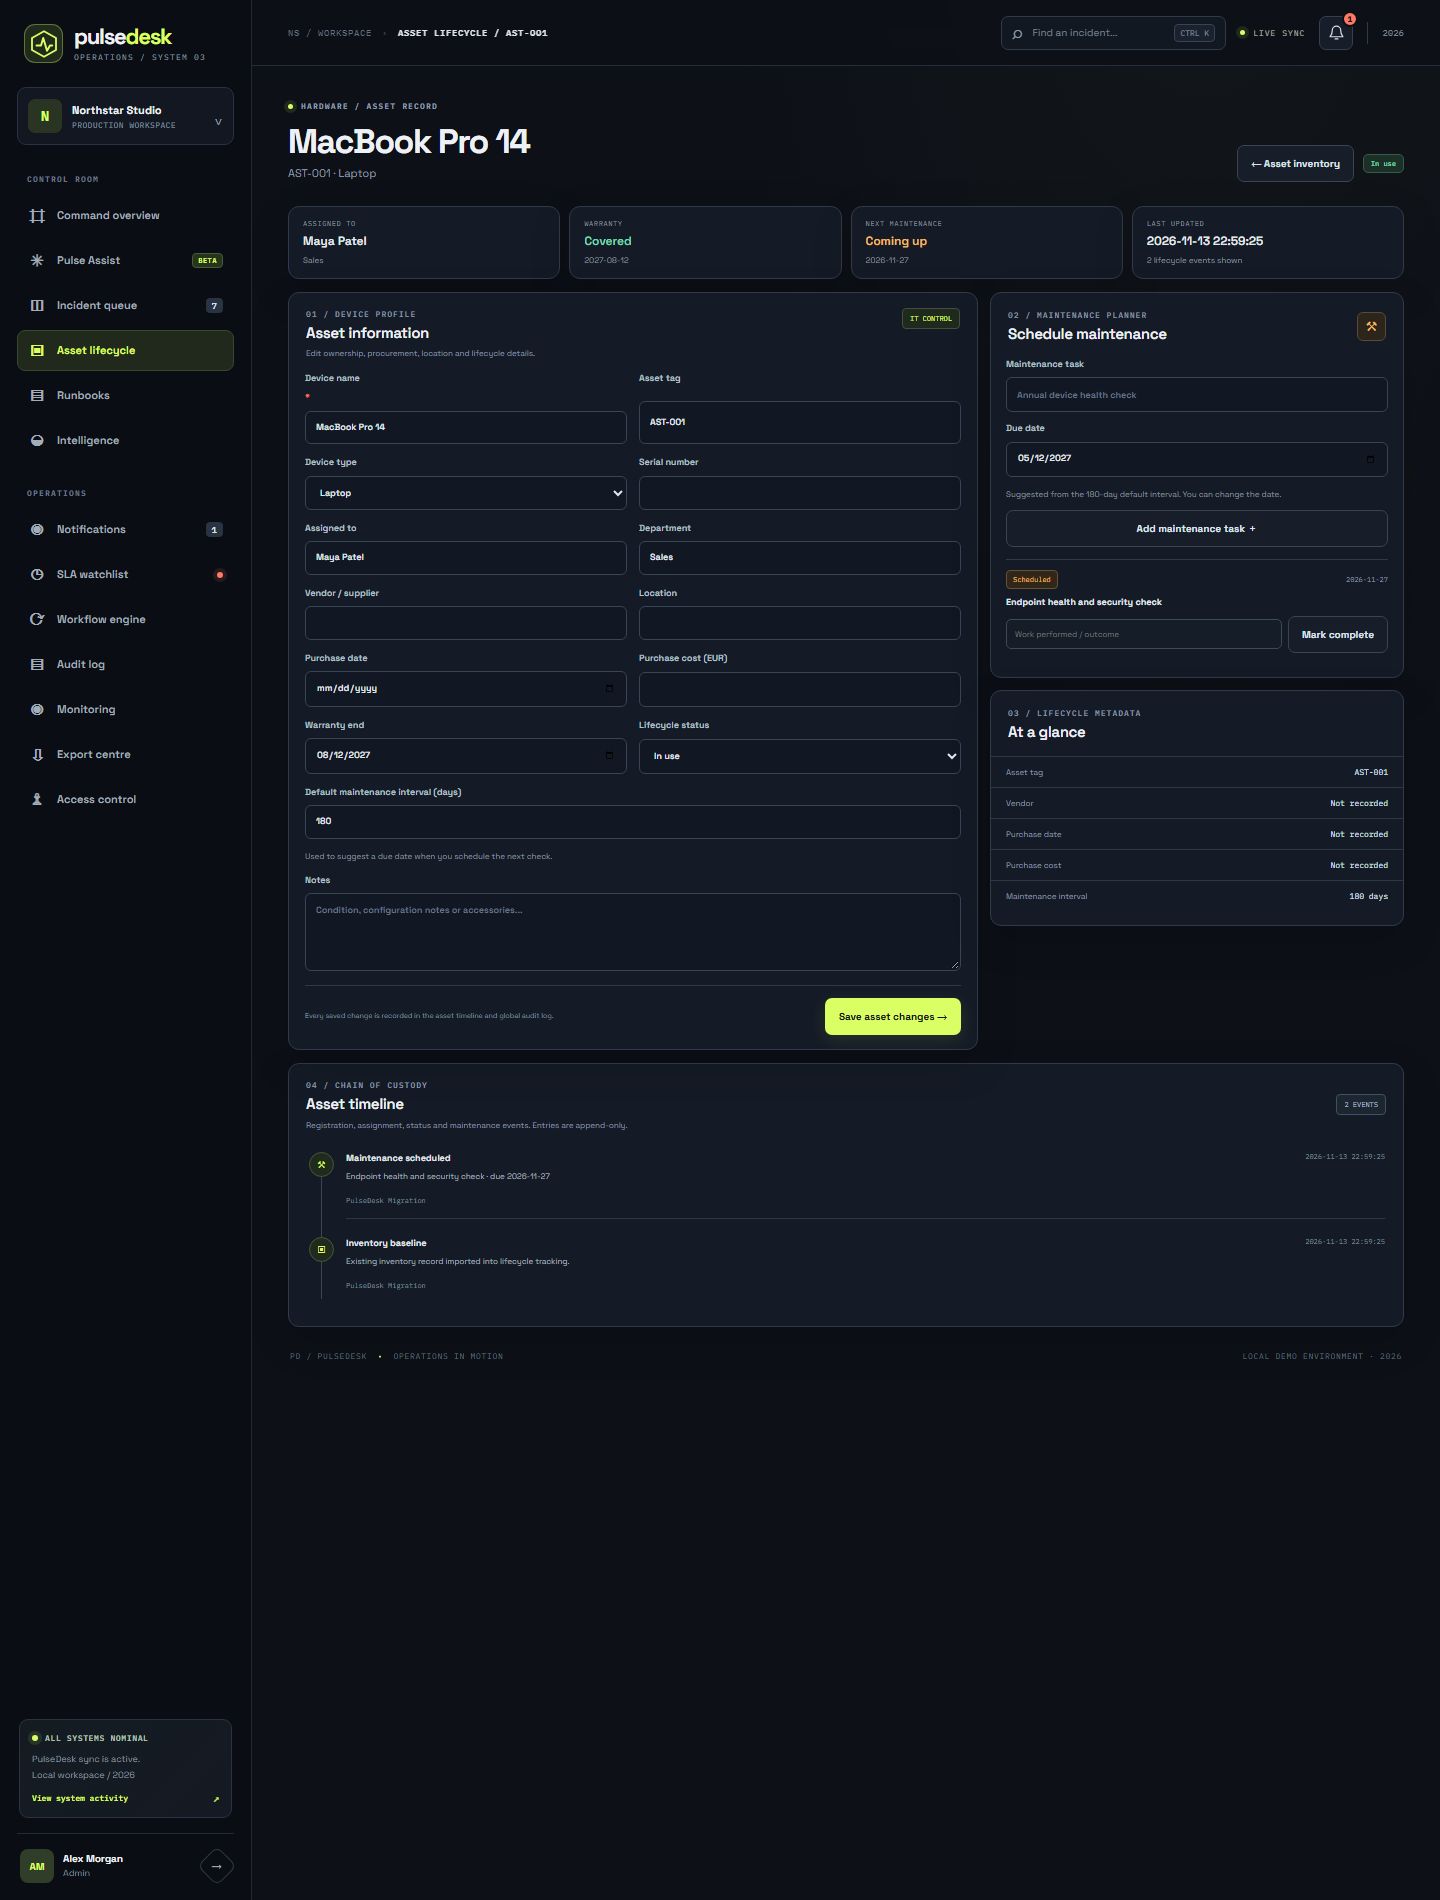 pulsedesk
OPERATIONS / SYSTEM 03
N
Northstar Studio
PRODUCTION WORKSPACE
CONTROL ROOM
Command overview
Pulse Assist
BETA
Incident queue
7
Asset lifecycle
Runbooks
Intelligence
OPERATIONS
Notifications
1
SLA watchlist
Workflow engine
Audit log
Monitoring
Export centre
Access control
ALL SYSTEMS NOMINAL
PulseDesk sync is active.
Local workspace / 2026
View system activity ↗
AM
Alex Morgan
Admin
→
NS / WORKSPACE › ASSET LIFECYCLE / AST-001
Find an incident...
CTRL K
LIVE SYNC
1
2026
HARDWARE / ASSET RECORD
MacBook Pro 14
AST-001 · Laptop
← Asset inventory
In use
ASSIGNED TO
Maya Patel
Sales
WARRANTY
Covered
2027-08-12
NEXT MAINTENANCE
Coming up
2026-11-27
LAST UPDATED
2026-11-13 22:59:25
2 lifecycle events shown
01 / DEVICE PROFILE
Asset information
Edit ownership, procurement, location and lifecycle details.
IT CONTROL
Device name
*
MacBook Pro 14
Asset tag
AST-001
Device type
Laptop
Serial number
Assigned to
Maya Patel
Department
Sales
Vendor / supplier
Location
Purchase date
mm/dd/yyyy
Purchase cost (EUR)
Warranty end
08/12/2027
Lifecycle status
In use
Default maintenance interval (days)
180
Used to suggest a due date when you schedule the next check.
Notes
Condition, configuration notes or accessories...
Every saved change is recorded in the asset timeline and global audit log.
Save asset changes →
02 / MAINTENANCE PLANNER
Schedule maintenance
Maintenance task
Annual device health check
Due date
05/12/2027
Suggested from the 180-day default interval. You can change the date.
Add maintenance task +
Scheduled
2026-11-27
Endpoint health and security check
Work performed / outcome
Mark complete
03 / LIFECYCLE METADATA
At a glance
Asset tag AST-001
Vendor Not recorded
Purchase date Not recorded
Purchase cost Not recorded
Maintenance interval 180 days
04 / CHAIN OF CUSTODY
Asset timeline
Registration, assignment, status and maintenance events. Entries are append-only.
2 EVENTS
Maintenance scheduled
2026-11-13 22:59:25
Endpoint health and security check · due 2026-11-27
PulseDesk Migration
Inventory baseline
2026-11-13 22:59:25
Existing inventory record imported into lifecycle tracking.
PulseDesk Migration
PD / PULSEDESK • OPERATIONS IN MOTION
LOCAL DEMO ENVIRONMENT · 2026